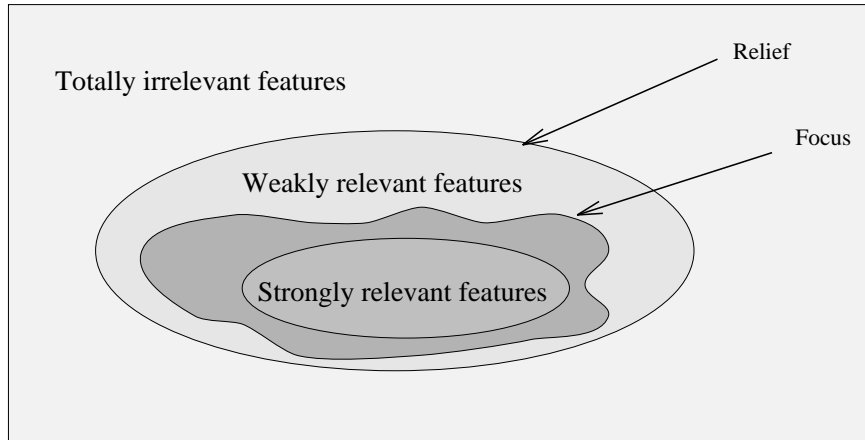 Relief
Totally irrelevant features
Focus
Weakly relevant features
Strongly relevant features